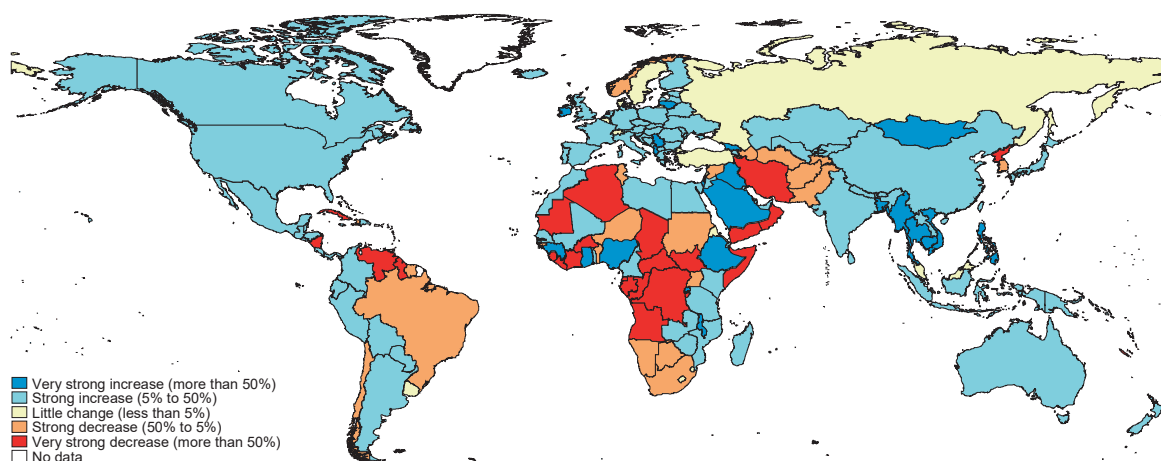 Very strong increase (more than 50%)
Strong increase (5% to 50%)
Little change (less than 5%)
Strong decrease (50% to 5%)
Very strong decrease (more than 50%)
No data